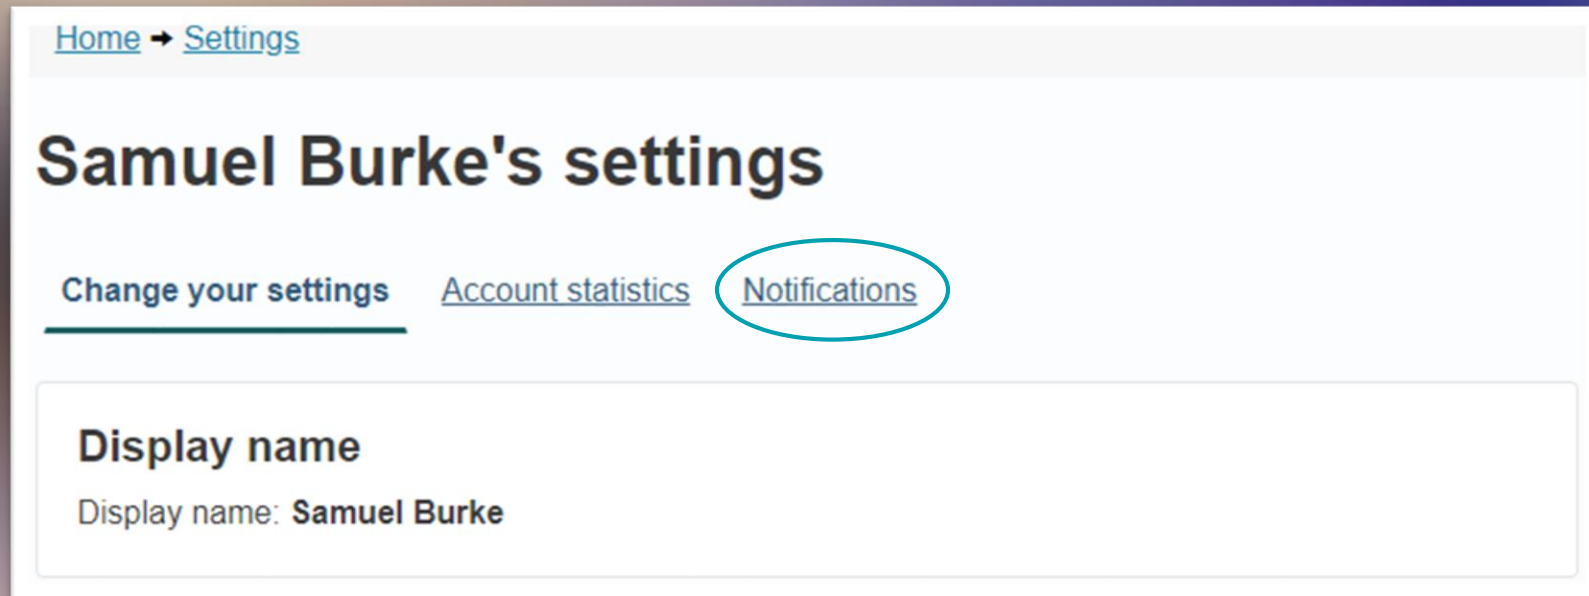 Home → Settings
Samuel Burke's settings
Change your settings Account statistics Notifications
Display name
Display name: Samuel Burke